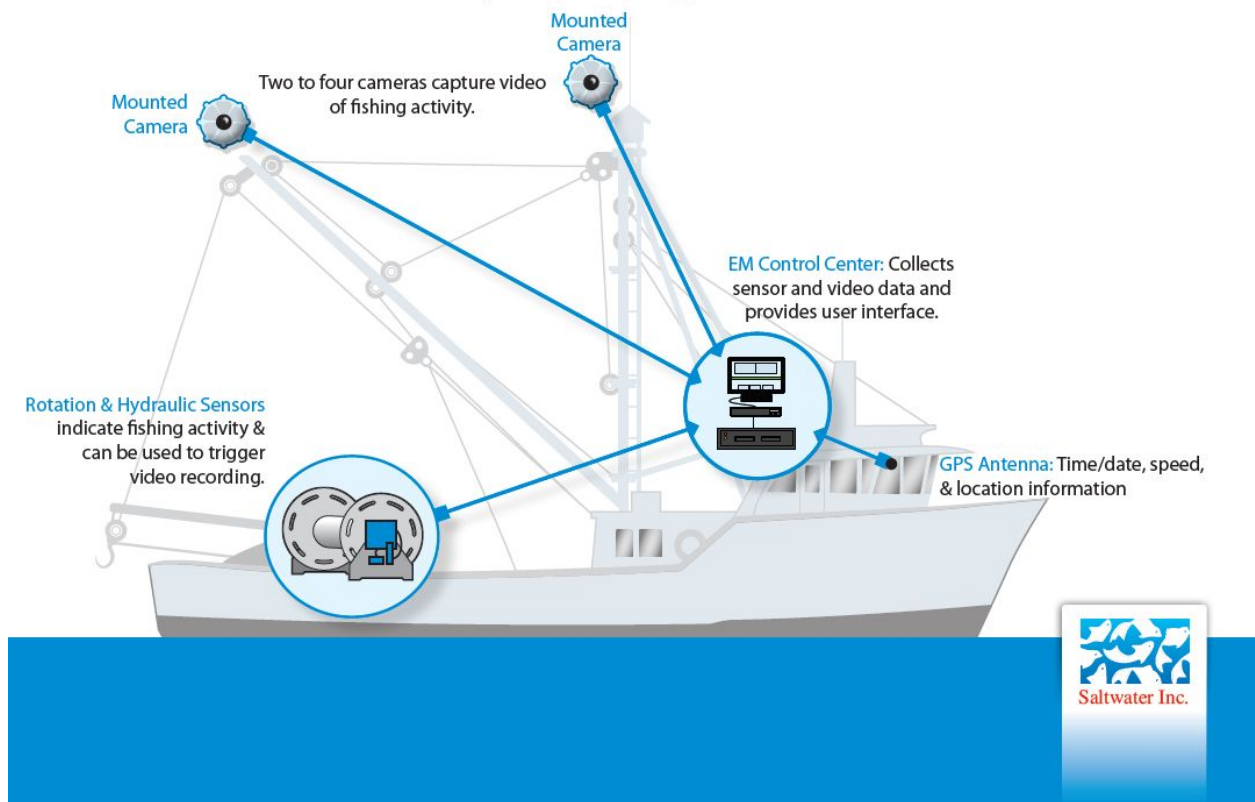 Mounted
Camera
Two to four cameras capture video
of fishing activity.
Mounted
Camera
EM Control Center: Collects
sensor and video data and
provides user interface.
Rotation & Hydraulic Sensors
indicate fishing activity &
can be used to trigger
video recording.
GPS Antenna: Time/date, speed,
& location information
Saltwater Inc.